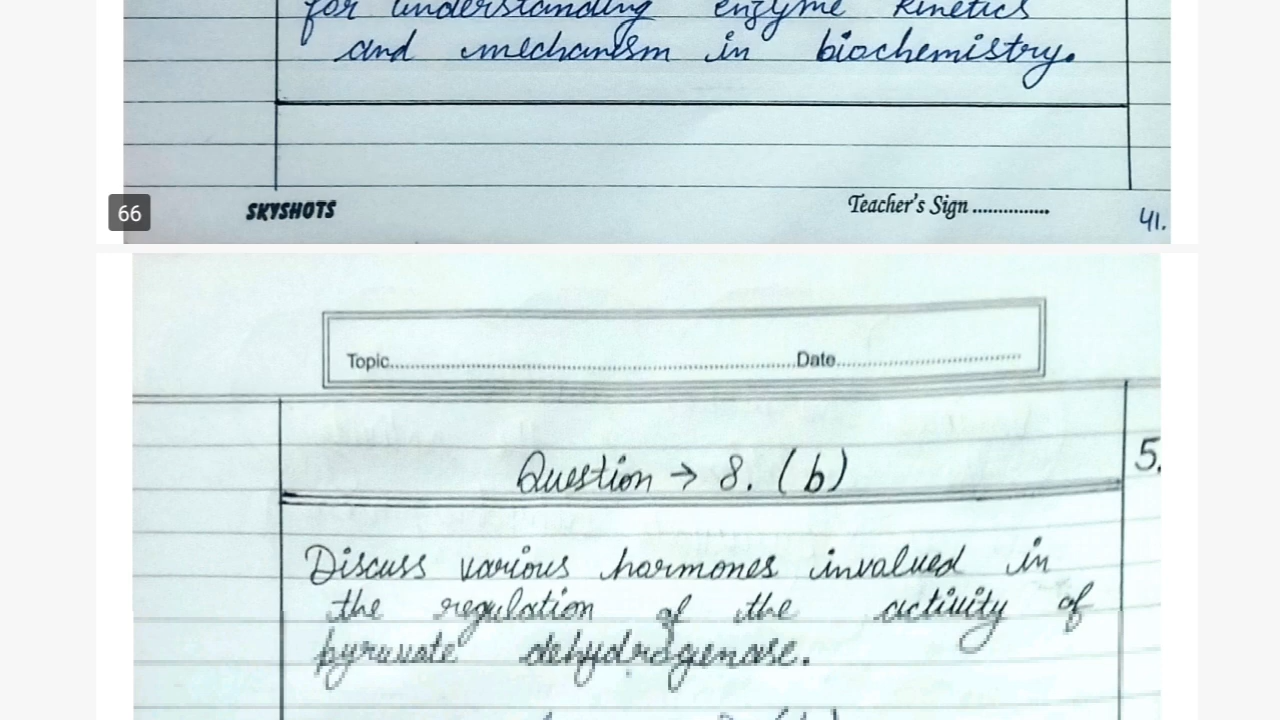 for understanding enzyme kinetics
and mechanism in biochemistry.
66
SKYSHOTS
Teacher's Sign ...............
41.
Topic.....................................................................Date................................
Question → 8. (b)
5.
Discuss various hormones involved in
the regulation of the activity of
pyruvate dehydrogenase.